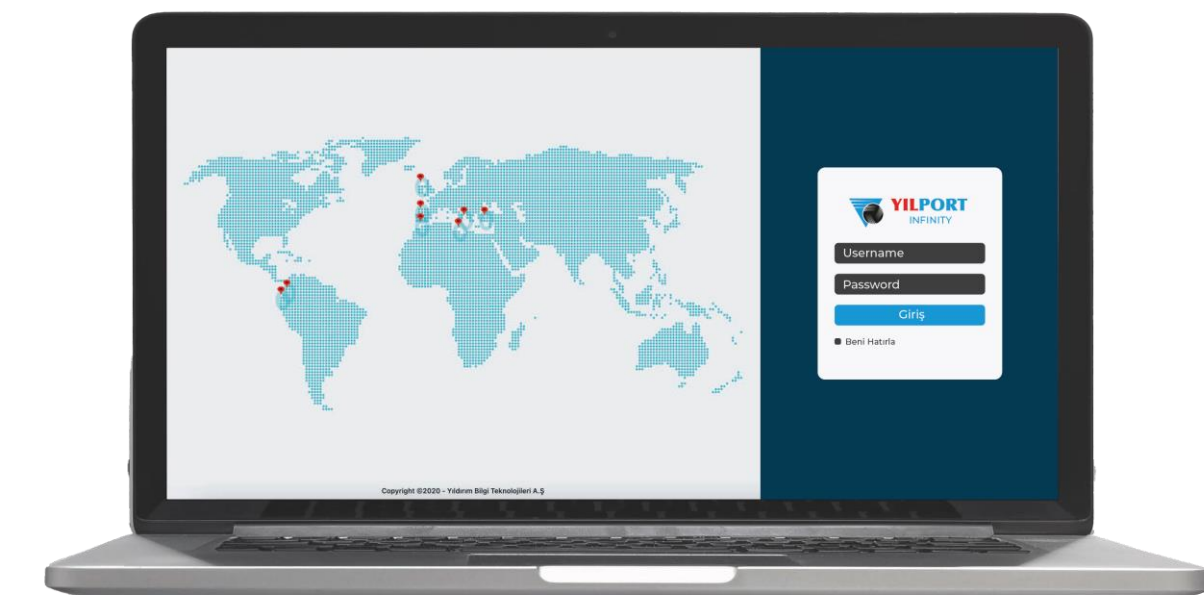 YILPORT
INFINITY
Username
Password
Giriş
Beni Hatırla
Copyright ©2020 - Yıldırım Bilgi Teknolojileri A.Ş